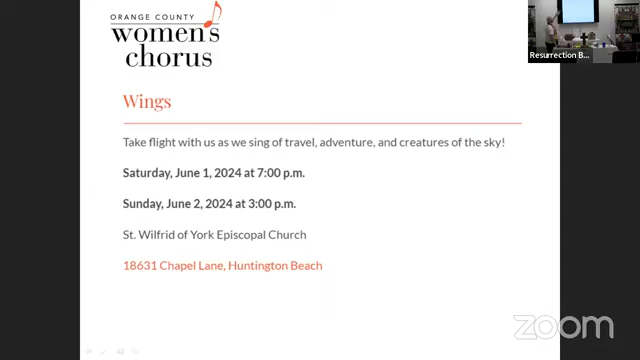 ORANGE COUNTY
women's
chorus
Resurrection B...
Wings
Take flight with us as we sing of travel, adventure, and creatures of the sky!
Saturday, June 1, 2024 at 7:00 p.m.
Sunday, June 2, 2024 at 3:00 p.m.
St. Wilfrid of York Episcopal Church
18631 Chapel Lane, Huntington Beach
zoom